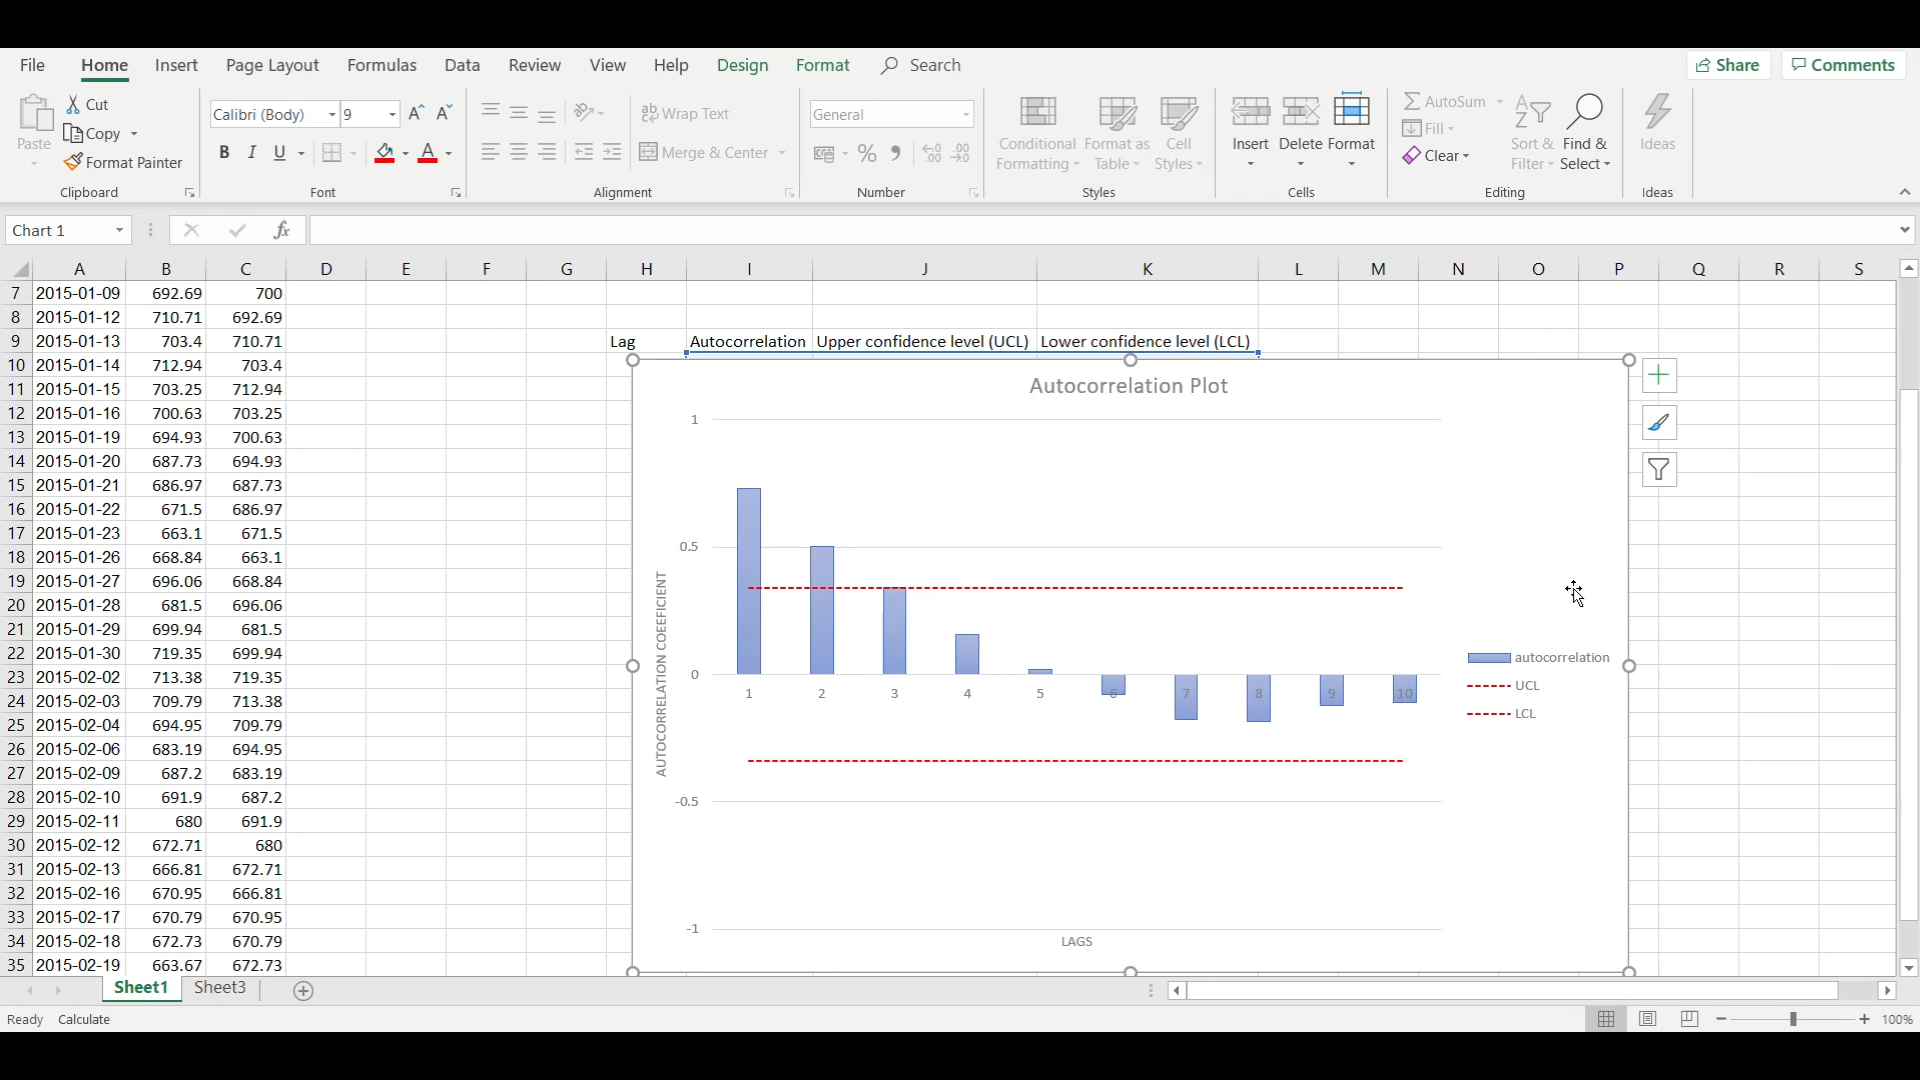 File Home Insert Page Layout Formulas Data Review View Help Design Format Search Share Comments
Paste Cut Copy Format Painter Clipboard
Calibri (Body) 9 A A B I U A Font
ab Wrap Text Merge & Center Alignment
General % , Number
Conditional Formatting Format as Table Cell Styles Styles
Insert Delete Format Cells
AutoSum Fill Clear Sort & Filter Find & Select Editing
Ideas Ideas
Chart 1 fx
A B C D E F G H I J K L M N O P Q R S
7 2015-01-09 692.69 700
8 2015-01-12 710.71 692.69
9 2015-01-13 703.4 710.71 Lag Autocorrelation Upper confidence level (UCL) Lower confidence level (LCL)
10 2015-01-14 712.94 703.4
11 2015-01-15 703.25 712.94
12 2015-01-16 700.63 703.25
13 2015-01-19 694.93 700.63
14 2015-01-20 687.73 694.93
15 2015-01-21 686.97 687.73
16 2015-01-22 671.5 686.97
17 2015-01-23 663.1 671.5
18 2015-01-26 668.84 663.1
19 2015-01-27 696.06 668.84
20 2015-01-28 681.5 696.06
21 2015-01-29 699.94 681.5
22 2015-01-30 719.35 699.94
23 2015-02-02 713.38 719.35
24 2015-02-03 709.79 713.38
25 2015-02-04 694.95 709.79
26 2015-02-06 683.19 694.95
27 2015-02-09 687.2 683.19
28 2015-02-10 691.9 687.2
29 2015-02-11 680 691.9
30 2015-02-12 672.71 680
31 2015-02-13 666.81 672.71
32 2015-02-16 670.95 666.81
33 2015-02-17 670.79 670.95
34 2015-02-18 672.73 670.79
35 2015-02-19 663.67 672.73
Autocorrelation Plot
AUTOCORRELATION COEEFICIENT
1
0.5
0
-0.5
-1
1 2 3 4 5 6 7 8 9 10
LAGS
autocorrelation
UCL
LCL
Sheet1 Sheet3
Ready Calculate 100%